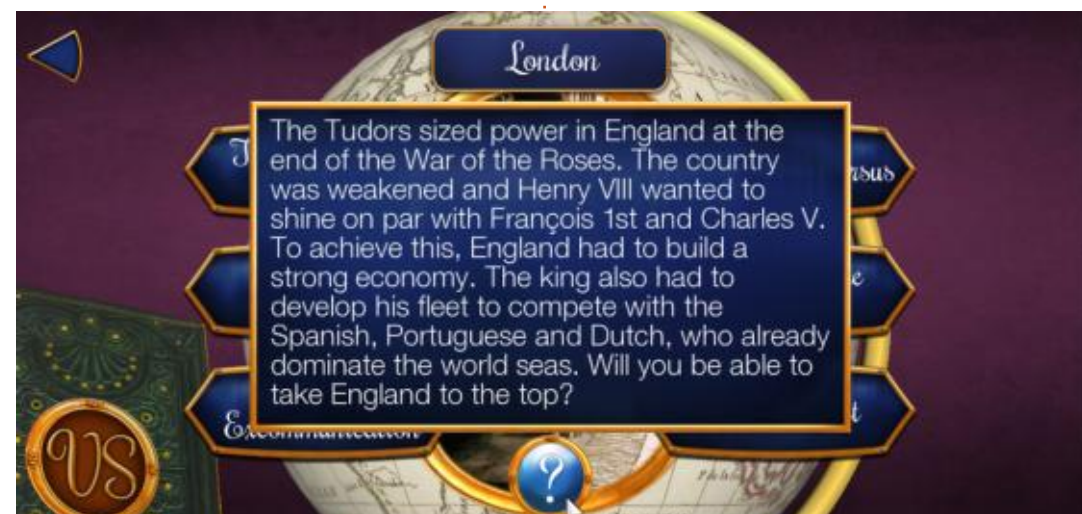 London
The Tudors sized power in England at the
end of the War of the Roses. The country
was weakened and Henry VIII wanted to
shine on par with François 1st and Charles V.
To achieve this, England had to build a
strong economy. The king also had to
develop his fleet to compete with the
Spanish, Portuguese and Dutch, who already
dominate the world seas. Will you be able to
take England to the top?
Excommunication
VS
?